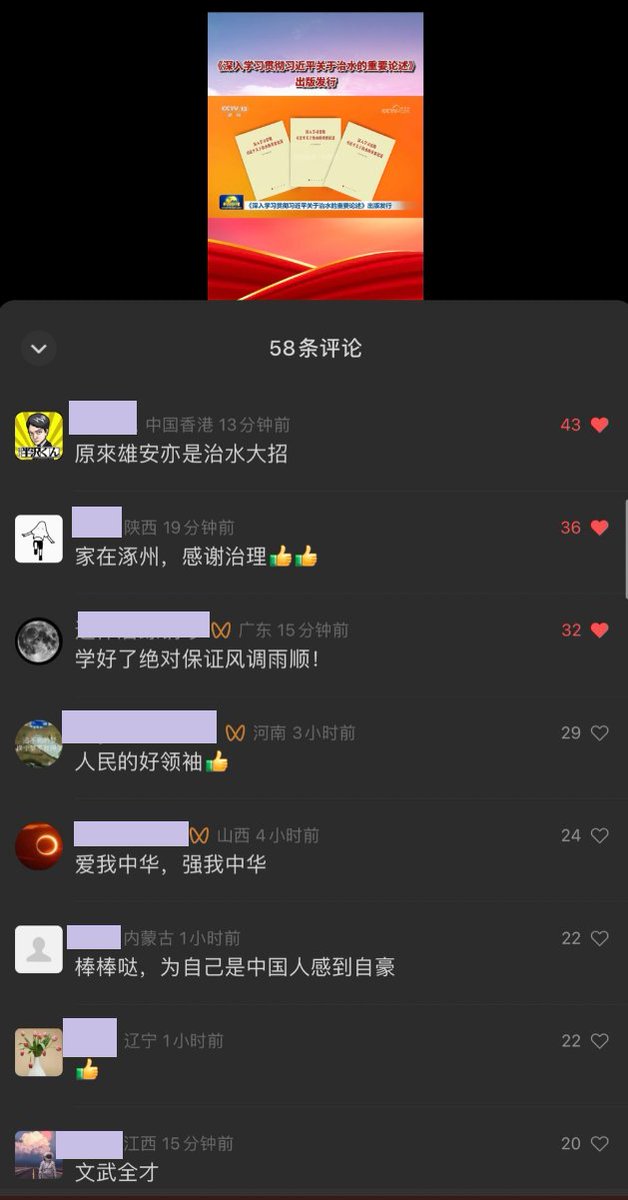 《深入学习贯彻习近平关于治水的重要论述》
出版发行
CCTV 13
《深入学习贯彻习近平关于治水的重要论述》出版发行
58条评论
中国香港 13分钟前
43
原來雄安亦是治水大招
陕西 19分钟前
36
家在涿州，感谢治理👍👍
广东 15分钟前
32
学好了绝对保证风调雨顺！
河南 3小时前
29
人民的好领袖👍
山西 4小时前
24
爱我中华，强我中华
内蒙古 1小时前
22
棒棒哒，为自己是中国人感到自豪
辽宁 1小时前
22
👍
江西 15分钟前
20
文武全才